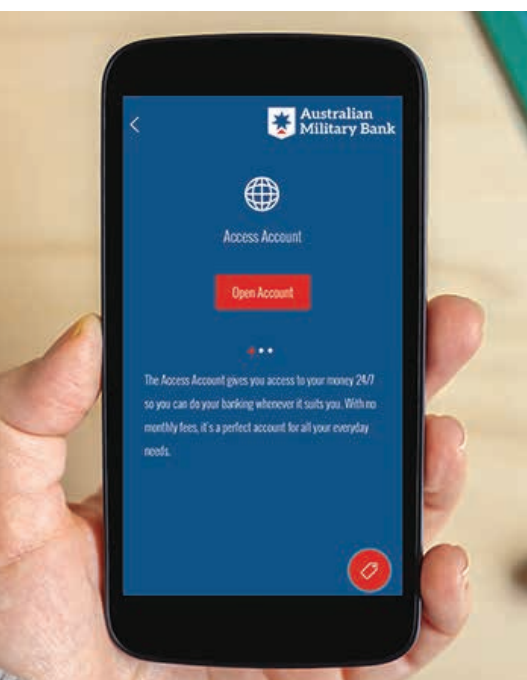 Australian
Military Bank
Access Account
Open Account
The Access Account gives you access to your money 24/7
so you can do your banking whenever it suits you. With no
monthly fees, it's a perfect account for all your everyday
needs.